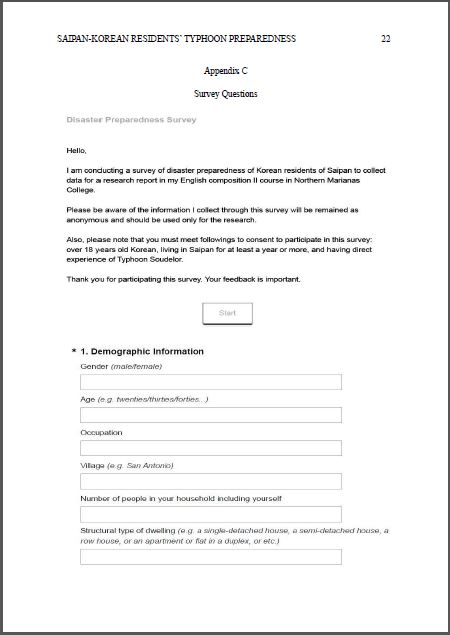 SAIPAN-KOREAN RESIDENTS' TYPHOON PREPAREDNESS 22
Appendix C
Survey Questions
Disaster Preparedness Survey
Hello,
I am conducting a survey of disaster preparedness of Korean residents of Saipan to collect
data for a research report in my English composition II course in Northern Marianas
College.
Please be aware of the information I collect through this survey will be remained as
anonymous and should be used only for the research.
Also, please note that you must meet followings to consent to participate in this survey:
over 18 years old Korean, living in Saipan for at least a year or more, and having direct
experience of Typhoon Soudelor.
Thank you for participating this survey. Your feedback is important.
Start
* 1. Demographic Information
Gender (male/female)
Age (e.g. twenties/thirties/forties...)
Occupation
Village (e.g. San Antonio)
Number of people in your household including yourself
Structural type of dwelling (e.g. a single-detached house, a semi-detached house, a
row house, or an apartment or flat in a duplex, or etc.)